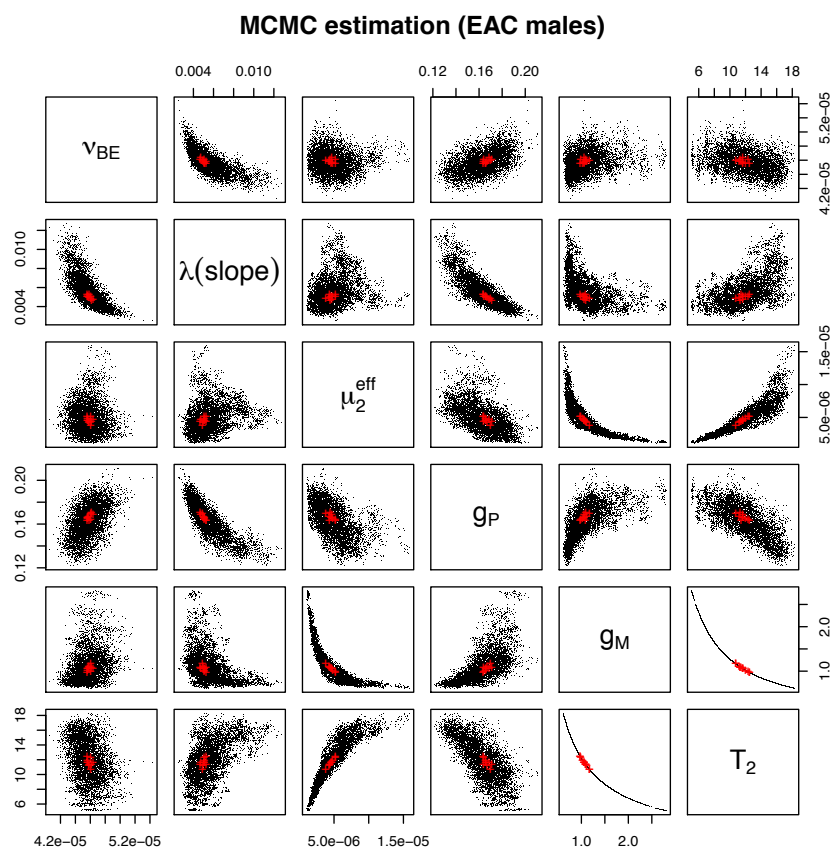 MCMC estimation (EAC males)
0.004 0.010
0.12 0.16 0.20
6 10 14 18
ν_BE
4.2e−05 5.2e−05
0.004 0.010
λ(slope)
μ₂^eff
5.0e−06 1.5e−05
0.12 0.16 0.20
g_P
g_M
1.0 2.0
6 10 14 18
T₂
4.2e−05 5.2e−05
5.0e−06 1.5e−05
1.0 2.0